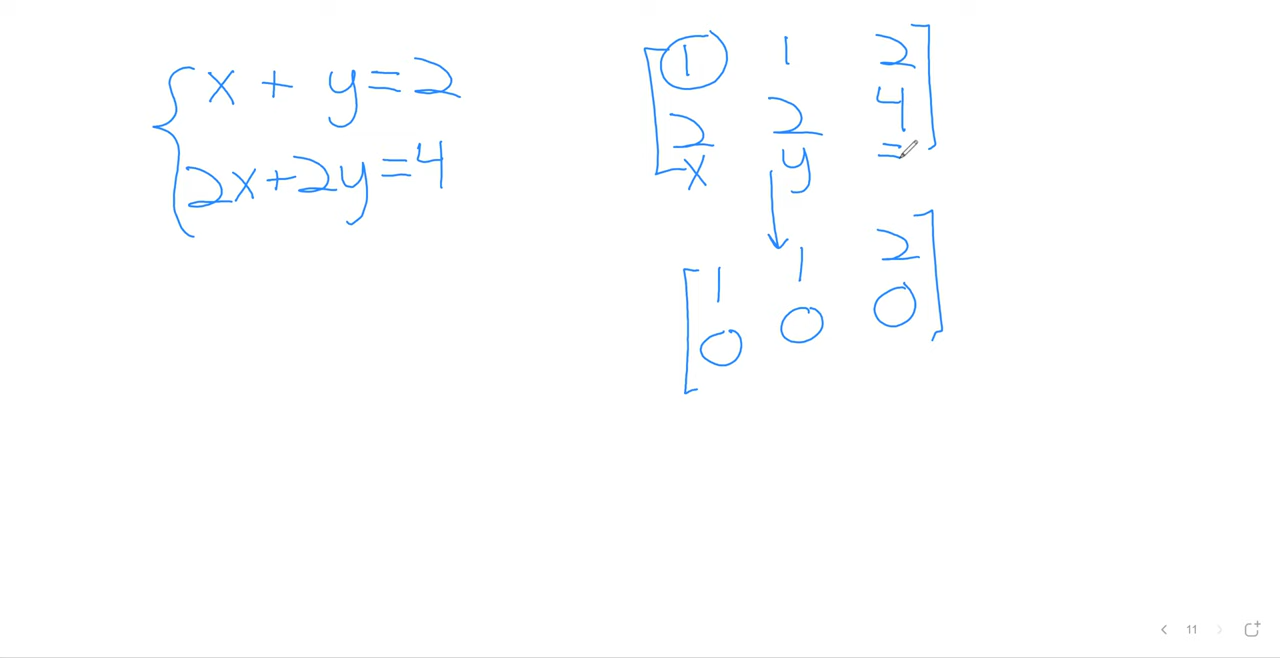 x + y = 2
2x + 2y = 4
1 1 2
2 2 4
x y =
1 1 2
0 0 0
< 11 >